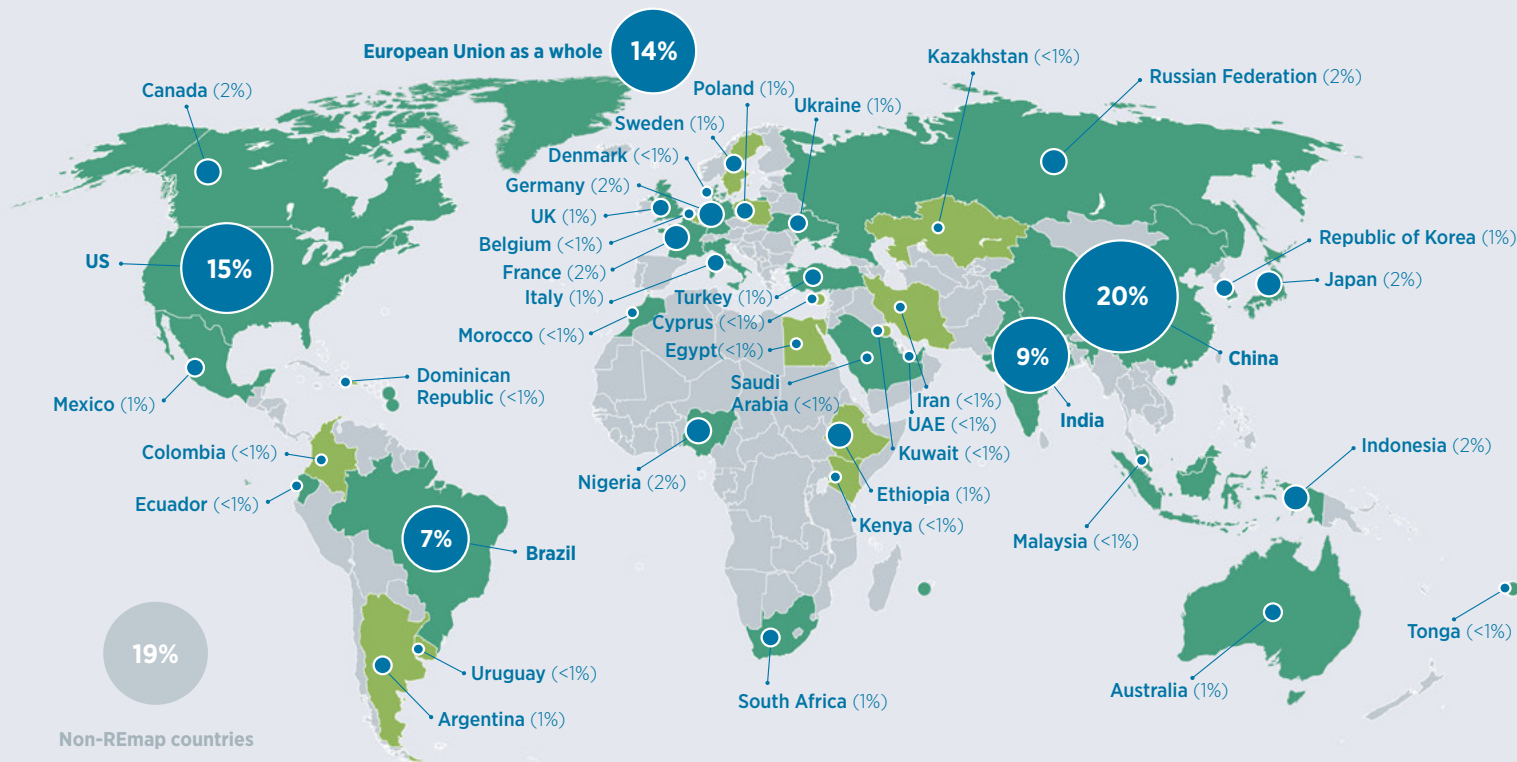 European Union as a whole 14%
Kazakhstan (<1%)
Russian Federation (2%)
Canada (2%)
Poland (1%)
Ukraine (1%)
Sweden (1%)
Denmark (<1%)
Germany (2%)
UK (1%)
Belgium (<1%)
France (2%)
Italy (1%)
Republic of Korea (1%)
US 15%
Japan (2%)
20%
China
Turkey (1%)
Cyprus (<1%)
Morocco (<1%)
Egypt(<1%)
9%
India
Mexico (1%)
Dominican
Republic (<1%)
Saudi
Arabia (<1%)
Iran (<1%)
UAE (<1%)
Kuwait (<1%)
Colombia (<1%)
Indonesia (2%)
Ecuador (<1%)
Nigeria (2%)
Ethiopia (1%)
Kenya (<1%)
Malaysia (<1%)
7% Brazil
19%
Non-REmap countries
Tonga (<1%)
Uruguay (<1%)
Argentina (1%)
South Africa (1%)
Australia (1%)